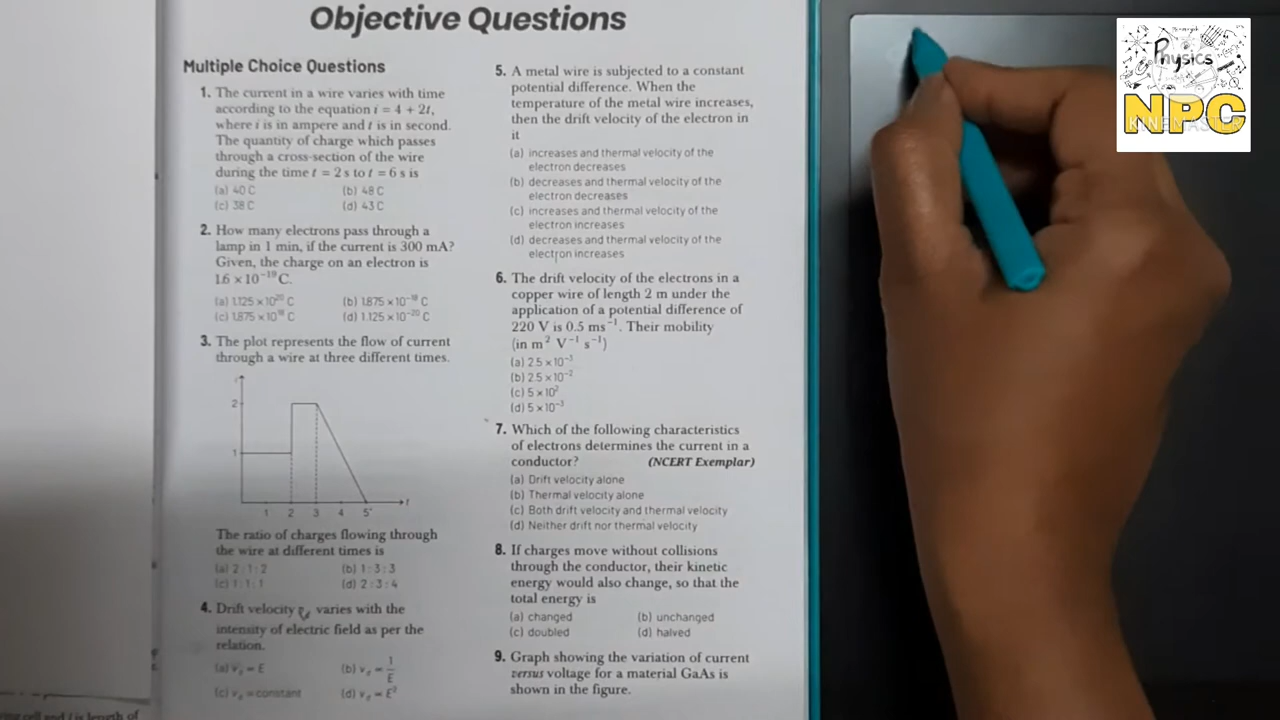 Objective Questions
Multiple Choice Questions
1. The current in a wire varies with time
according to the equation i = 4 + 2t,
where i is in ampere and t is in second.
The quantity of charge which passes
through a cross-section of the wire
during the time t = 2 s to t = 6 s is
(a) 40 C (b) 48 C
(c) 38 C (d) 43 C
2. How many electrons pass through a
lamp in 1 min, if the current is 300 mA?
Given, the charge on an electron is
1.6 × 10⁻¹⁹ C.
(a) 1.125 × 10²⁰ C (b) 1.875 × 10⁻¹⁸ C
(c) 1.875 × 10¹⁸ C (d) 1.125 × 10⁻²⁰ C
3. The plot represents the flow of current
through a wire at three different times.
i
2
1
1 2 3 4 5 t
The ratio of charges flowing through
the wire at different times is
(a) 2 : 1 : 2 (b) 1 : 3 : 3
(c) 1 : 1 : 1 (d) 2 : 3 : 4
4. Drift velocity varies with the
intensity of electric field as per the
relation.
(a) v_d = E (b) v_d = 1/E
(c) v_d = constant (d) v_d = E²
5. A metal wire is subjected to a constant
potential difference. When the
temperature of the metal wire increases,
then the drift velocity of the electron in
it
(a) increases and thermal velocity of the
electron decreases
(b) decreases and thermal velocity of the
electron decreases
(c) increases and thermal velocity of the
electron increases
(d) decreases and thermal velocity of the
electron increases
6. The drift velocity of the electrons in a
copper wire of length 2 m under the
application of a potential difference of
220 V is 0.5 ms⁻¹. Their mobility
(in m² V⁻¹ s⁻¹)
(a) 2.5 × 10⁻³
(b) 2.5 × 10⁻²
(c) 5 × 10²
(d) 5 × 10⁻³
7. Which of the following characteristics
of electrons determines the current in a
conductor? (NCERT Exemplar)
(a) Drift velocity alone
(b) Thermal velocity alone
(c) Both drift velocity and thermal velocity
(d) Neither drift nor thermal velocity
8. If charges move without collisions
through the conductor, their kinetic
energy would also change, so that the
total energy is
(a) changed (b) unchanged
(c) doubled (d) halved
9. Graph showing the variation of current
versus voltage for a material GaAs is
shown in the figure.
cell and l is length of
Physics
NPC
KINEMASTER